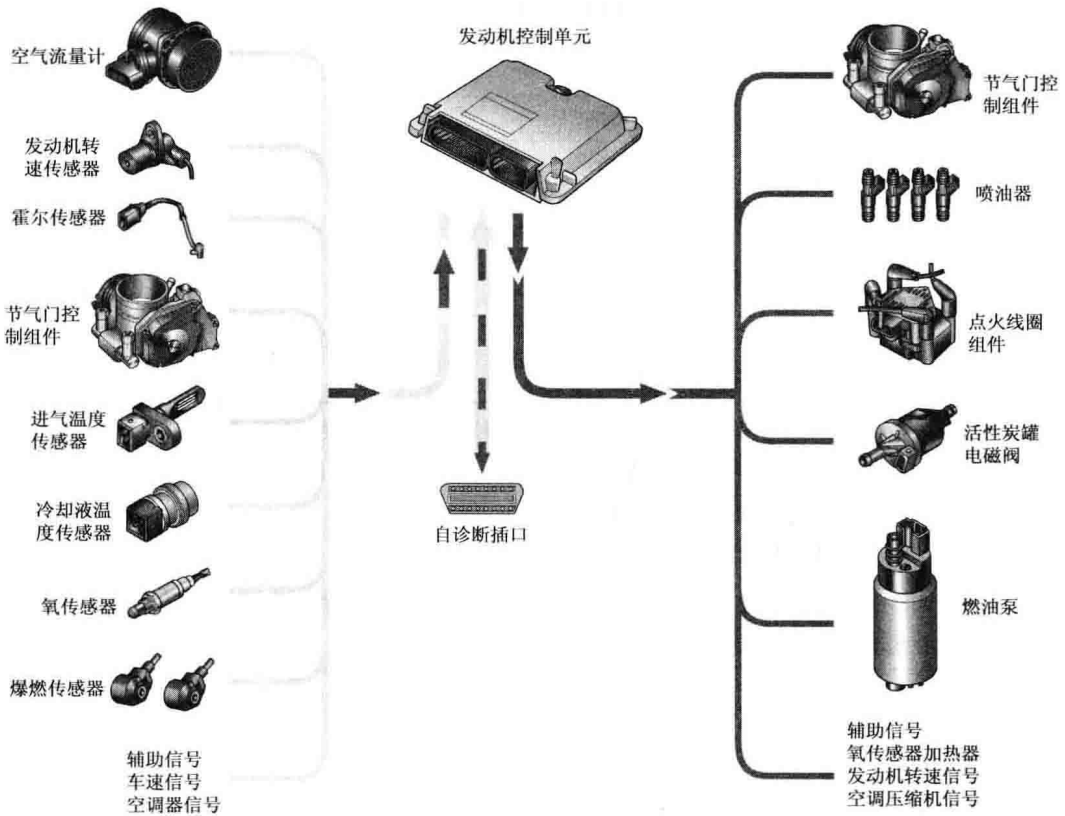 空气流量计
发动机转
速传感器
霍尔传感器
节气门控
制组件
进气温度
传感器
冷却液温
度传感器
氧传感器
爆燃传感器
辅助信号
车速信号
空调器信号
发动机控制单元
自诊断插口
节气门控
制组件
喷油器
点火线圈
组件
活性炭罐
电磁阀
燃油泵
辅助信号
氧传感器加热器
发动机转速信号
空调压缩机信号